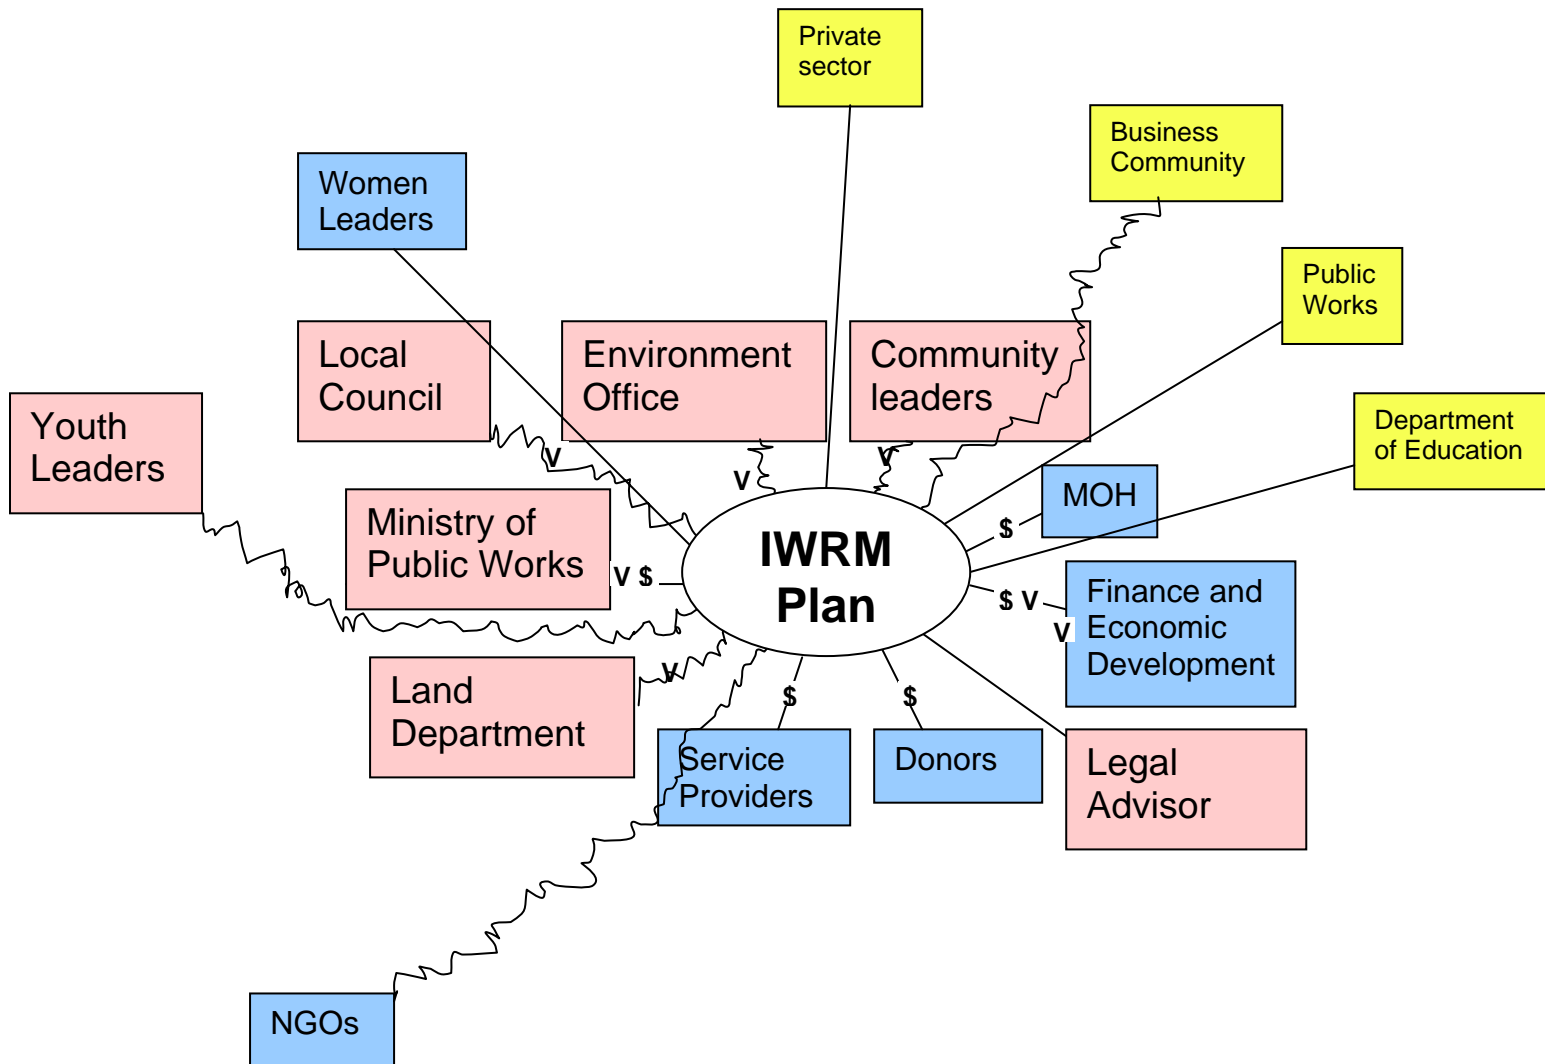 Private
sector
Business
Community
Women
Leaders
Public
Works
Local
Council
Environment
Office
Community
leaders
Youth
Leaders
Department
of Education
V
V
V
MOH
Ministry of
Public Works
V $
IWRM
Plan
$
$ V
V
Finance and
Economic
Development
Land
Department
V
$
$
Service
Providers
Donors
Legal
Advisor
NGOs